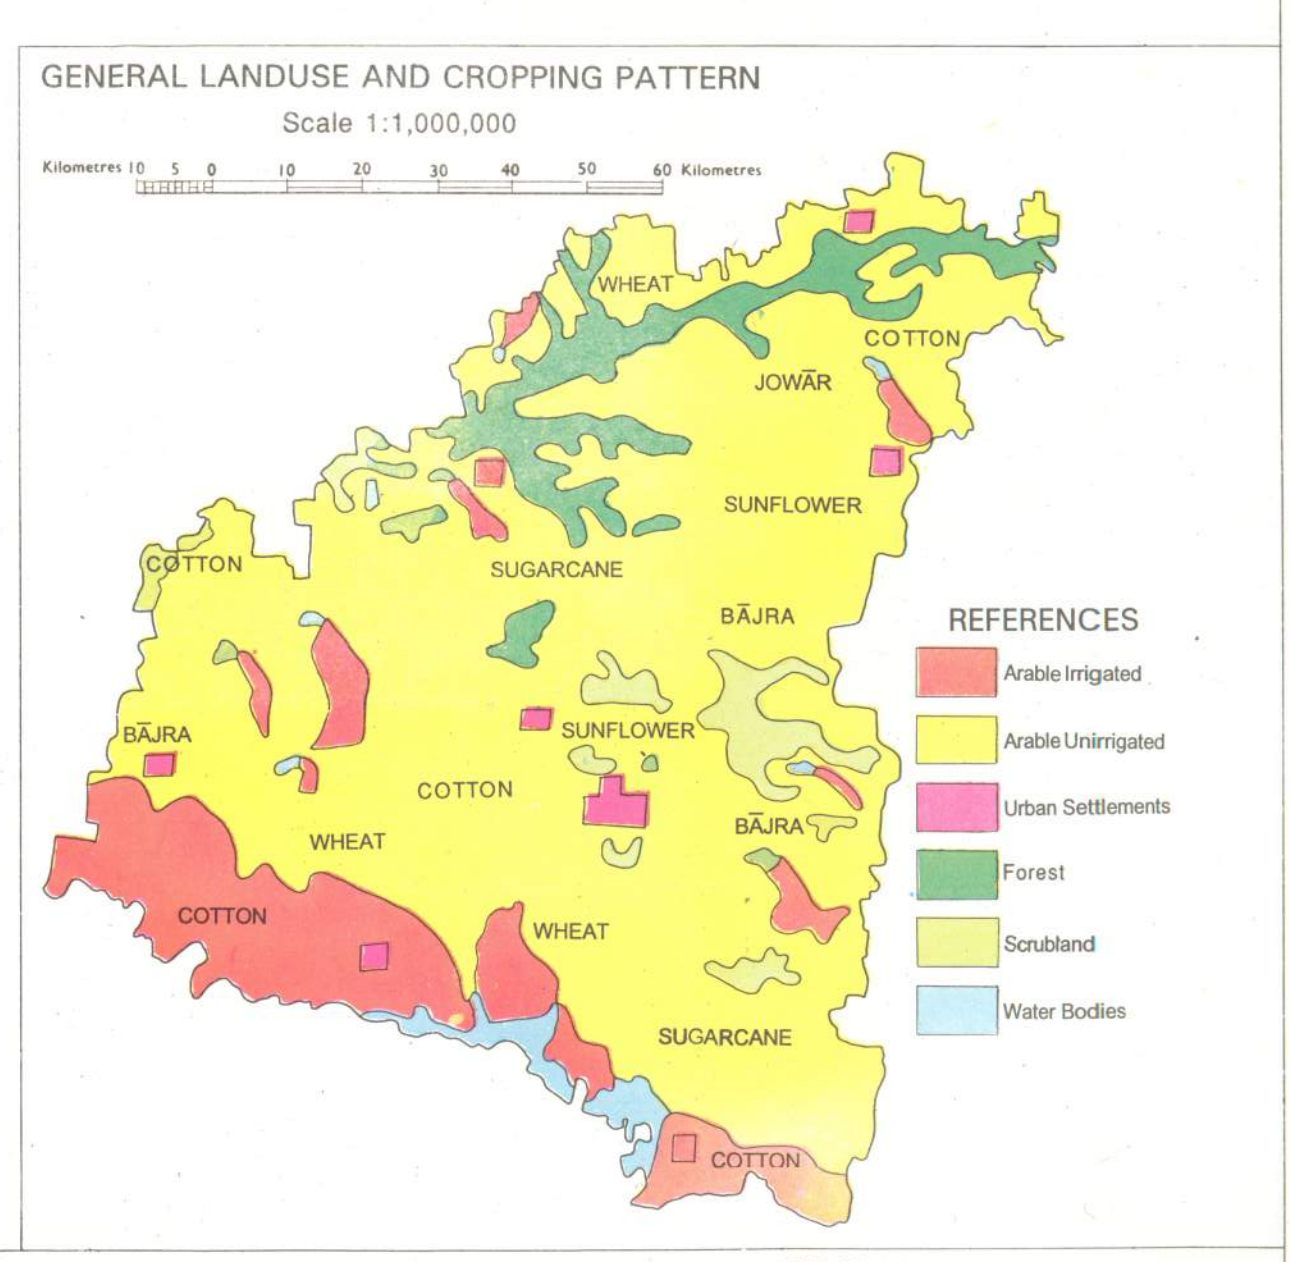 GENERAL LANDUSE AND CROPPING PATTERN
Scale 1:1,000,000
Kilometres 10 5 0 10 20 30 40 50 60 Kilometres
WHEAT
COTTON
JOWĀR
SUNFLOWER
COTTON
SUGARCANE
BĀJRA
REFERENCES
Arable Irrigated
BĀJRA
SUNFLOWER
Arable Unirrigated
COTTON
Urban Settlements
BĀJRA
WHEAT
Forest
COTTON
WHEAT
Scrubland
Water Bodies
SUGARCANE
COTTON